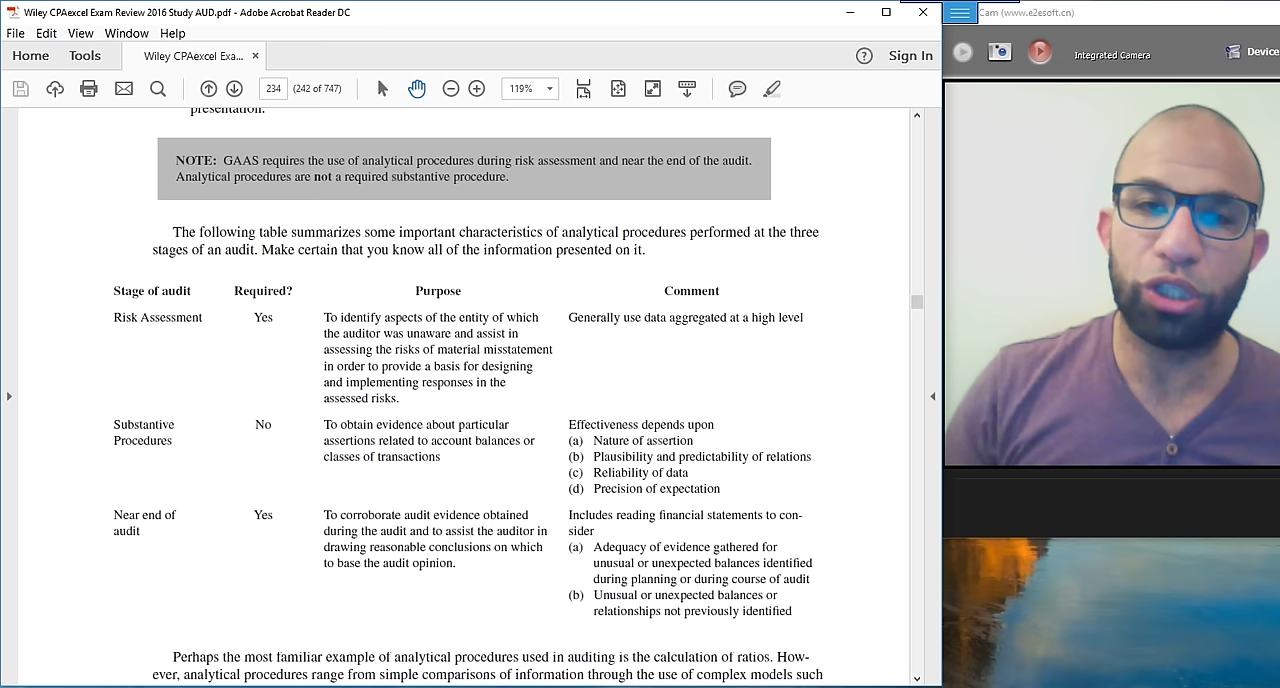 Wiley CPAexcel Exam Review 2016 Study AUD.pdf - Adobe Acrobat Reader DC
Cam (www.e2esoft.cn)
File Edit View Window Help
Home Tools Wiley CPAexcel Exa... × Sign In
Integrated Camera Device
234 (242 of 747) 119%
presentation.
NOTE: GAAS requires the use of analytical procedures during risk assessment and near the end of the audit.
Analytical procedures are not a required substantive procedure.
The following table summarizes some important characteristics of analytical procedures performed at the three
stages of an audit. Make certain that you know all of the information presented on it.
Stage of audit Required? Purpose Comment
Risk Assessment Yes To identify aspects of the entity of which Generally use data aggregated at a high level
the auditor was unaware and assist in
assessing the risks of material misstatement
in order to provide a basis for designing
and implementing responses in the
assessed risks.
Substantive No To obtain evidence about particular Effectiveness depends upon
Procedures assertions related to account balances or (a) Nature of assertion
classes of transactions (b) Plausibility and predictability of relations
(c) Reliability of data
(d) Precision of expectation
Near end of Yes To corroborate audit evidence obtained Includes reading financial statements to con-
audit during the audit and to assist the auditor in sider
drawing reasonable conclusions on which (a) Adequacy of evidence gathered for
to base the audit opinion. unusual or unexpected balances identified
during planning or during course of audit
(b) Unusual or unexpected balances or
relationships not previously identified
Perhaps the most familiar example of analytical procedures used in auditing is the calculation of ratios. How-
ever, analytical procedures range from simple comparisons of information through the use of complex models such